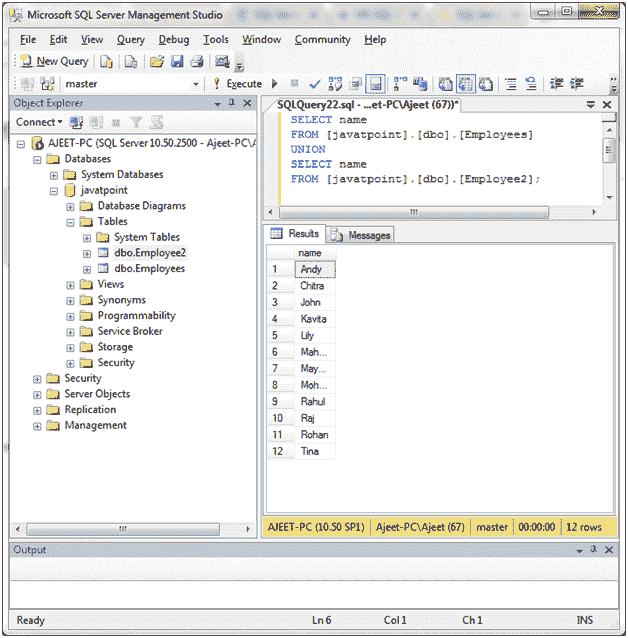 Microsoft SQL Server Management Studio
File Edit View Query Debug Tools Window Community Help
New Query
master
Execute
Object Explorer
Connect
AJEET-PC (SQL Server 10.50.2500 - Ajeet-PC\A
Databases
System Databases
javatpoint
Database Diagrams
Tables
System Tables
dbo.Employee2
dbo.Employees
Views
Synonyms
Programmability
Service Broker
Storage
Security
Security
Server Objects
Replication
Management
SQLQuery22.sql - ...et-PC\Ajeet (67))*
SELECT name
FROM [javatpoint].[dbo].[Employees]
UNION
SELECT name
FROM [javatpoint].[dbo].[Employee2];
Results Messages
name
1 Andy
2 Chitra
3 John
4 Kavita
5 Lily
6 Mah...
7 May...
8 Moh...
9 Rahul
10 Raj
11 Rohan
12 Tina
AJEET-PC (10.50 SP1) Ajeet-PC\Ajeet (67) master 00:00:00 12 rows
Output
Ready Ln 6 Col 1 Ch 1 INS